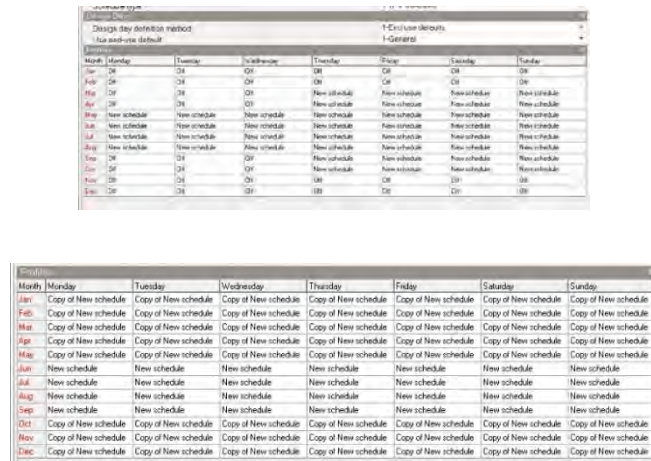 Design day definition method 1-End use defaults
Use end-use default 1-General
Month Monday Tuesday Wednesday Thursday Friday Saturday Sunday
Jan Off Off Off Off Off Off Off
Feb Off Off Off Off Off Off Off
Mar Off Off Off New schedule New schedule New schedule New schedule
Apr Off Off Off New schedule New schedule New schedule New schedule
May New schedule New schedule New schedule New schedule New schedule New schedule New schedule
Jun New schedule New schedule New schedule New schedule New schedule New schedule New schedule
Jul New schedule New schedule New schedule New schedule New schedule New schedule New schedule
Aug New schedule New schedule New schedule New schedule New schedule New schedule New schedule
Sep Off Off Off New schedule New schedule New schedule New schedule
Oct Off Off Off New schedule New schedule New schedule New schedule
Nov Off Off Off Off Off Off Off
Dec Off Off Off Off Off Off Off
Profiles
Month Monday Tuesday Wednesday Thursday Friday Saturday Sunday
Jan Copy of New schedule Copy of New schedule Copy of New schedule Copy of New schedule Copy of New schedule Copy of New schedule Copy of New schedule
Feb Copy of New schedule Copy of New schedule Copy of New schedule Copy of New schedule Copy of New schedule Copy of New schedule Copy of New schedule
Mar Copy of New schedule Copy of New schedule Copy of New schedule Copy of New schedule Copy of New schedule Copy of New schedule Copy of New schedule
Apr Copy of New schedule Copy of New schedule Copy of New schedule Copy of New schedule Copy of New schedule Copy of New schedule Copy of New schedule
May Copy of New schedule Copy of New schedule Copy of New schedule Copy of New schedule Copy of New schedule Copy of New schedule Copy of New schedule
Jun New schedule New schedule New schedule New schedule New schedule New schedule New schedule
Jul New schedule New schedule New schedule New schedule New schedule New schedule New schedule
Aug New schedule New schedule New schedule New schedule New schedule New schedule New schedule
Sep New schedule New schedule New schedule New schedule New schedule New schedule New schedule
Oct Copy of New schedule Copy of New schedule Copy of New schedule Copy of New schedule Copy of New schedule Copy of New schedule Copy of New schedule
Nov Copy of New schedule Copy of New schedule Copy of New schedule Copy of New schedule Copy of New schedule Copy of New schedule Copy of New schedule
Dec Copy of New schedule Copy of New schedule Copy of New schedule Copy of New schedule Copy of New schedule Copy of New schedule Copy of New schedule